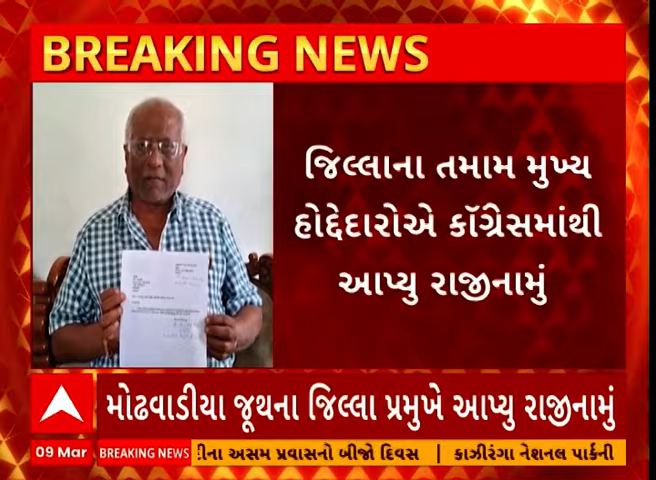 BREAKING NEWS
જિલ્લાના તમામ મુખ્ય
હોદ્દેદારોએ કૉંગ્રેસમાંથી
આપ્યુ રાજીનામું
મોઢવાડીયા જૂથના જિલ્લા પ્રમુખે આપ્યુ રાજીનામું
09 Mar
BREAKING NEWS
અસમ પ્રવાસનો બીજો દિવસ | કાઝીરંગા નેશનલ પાર્કની